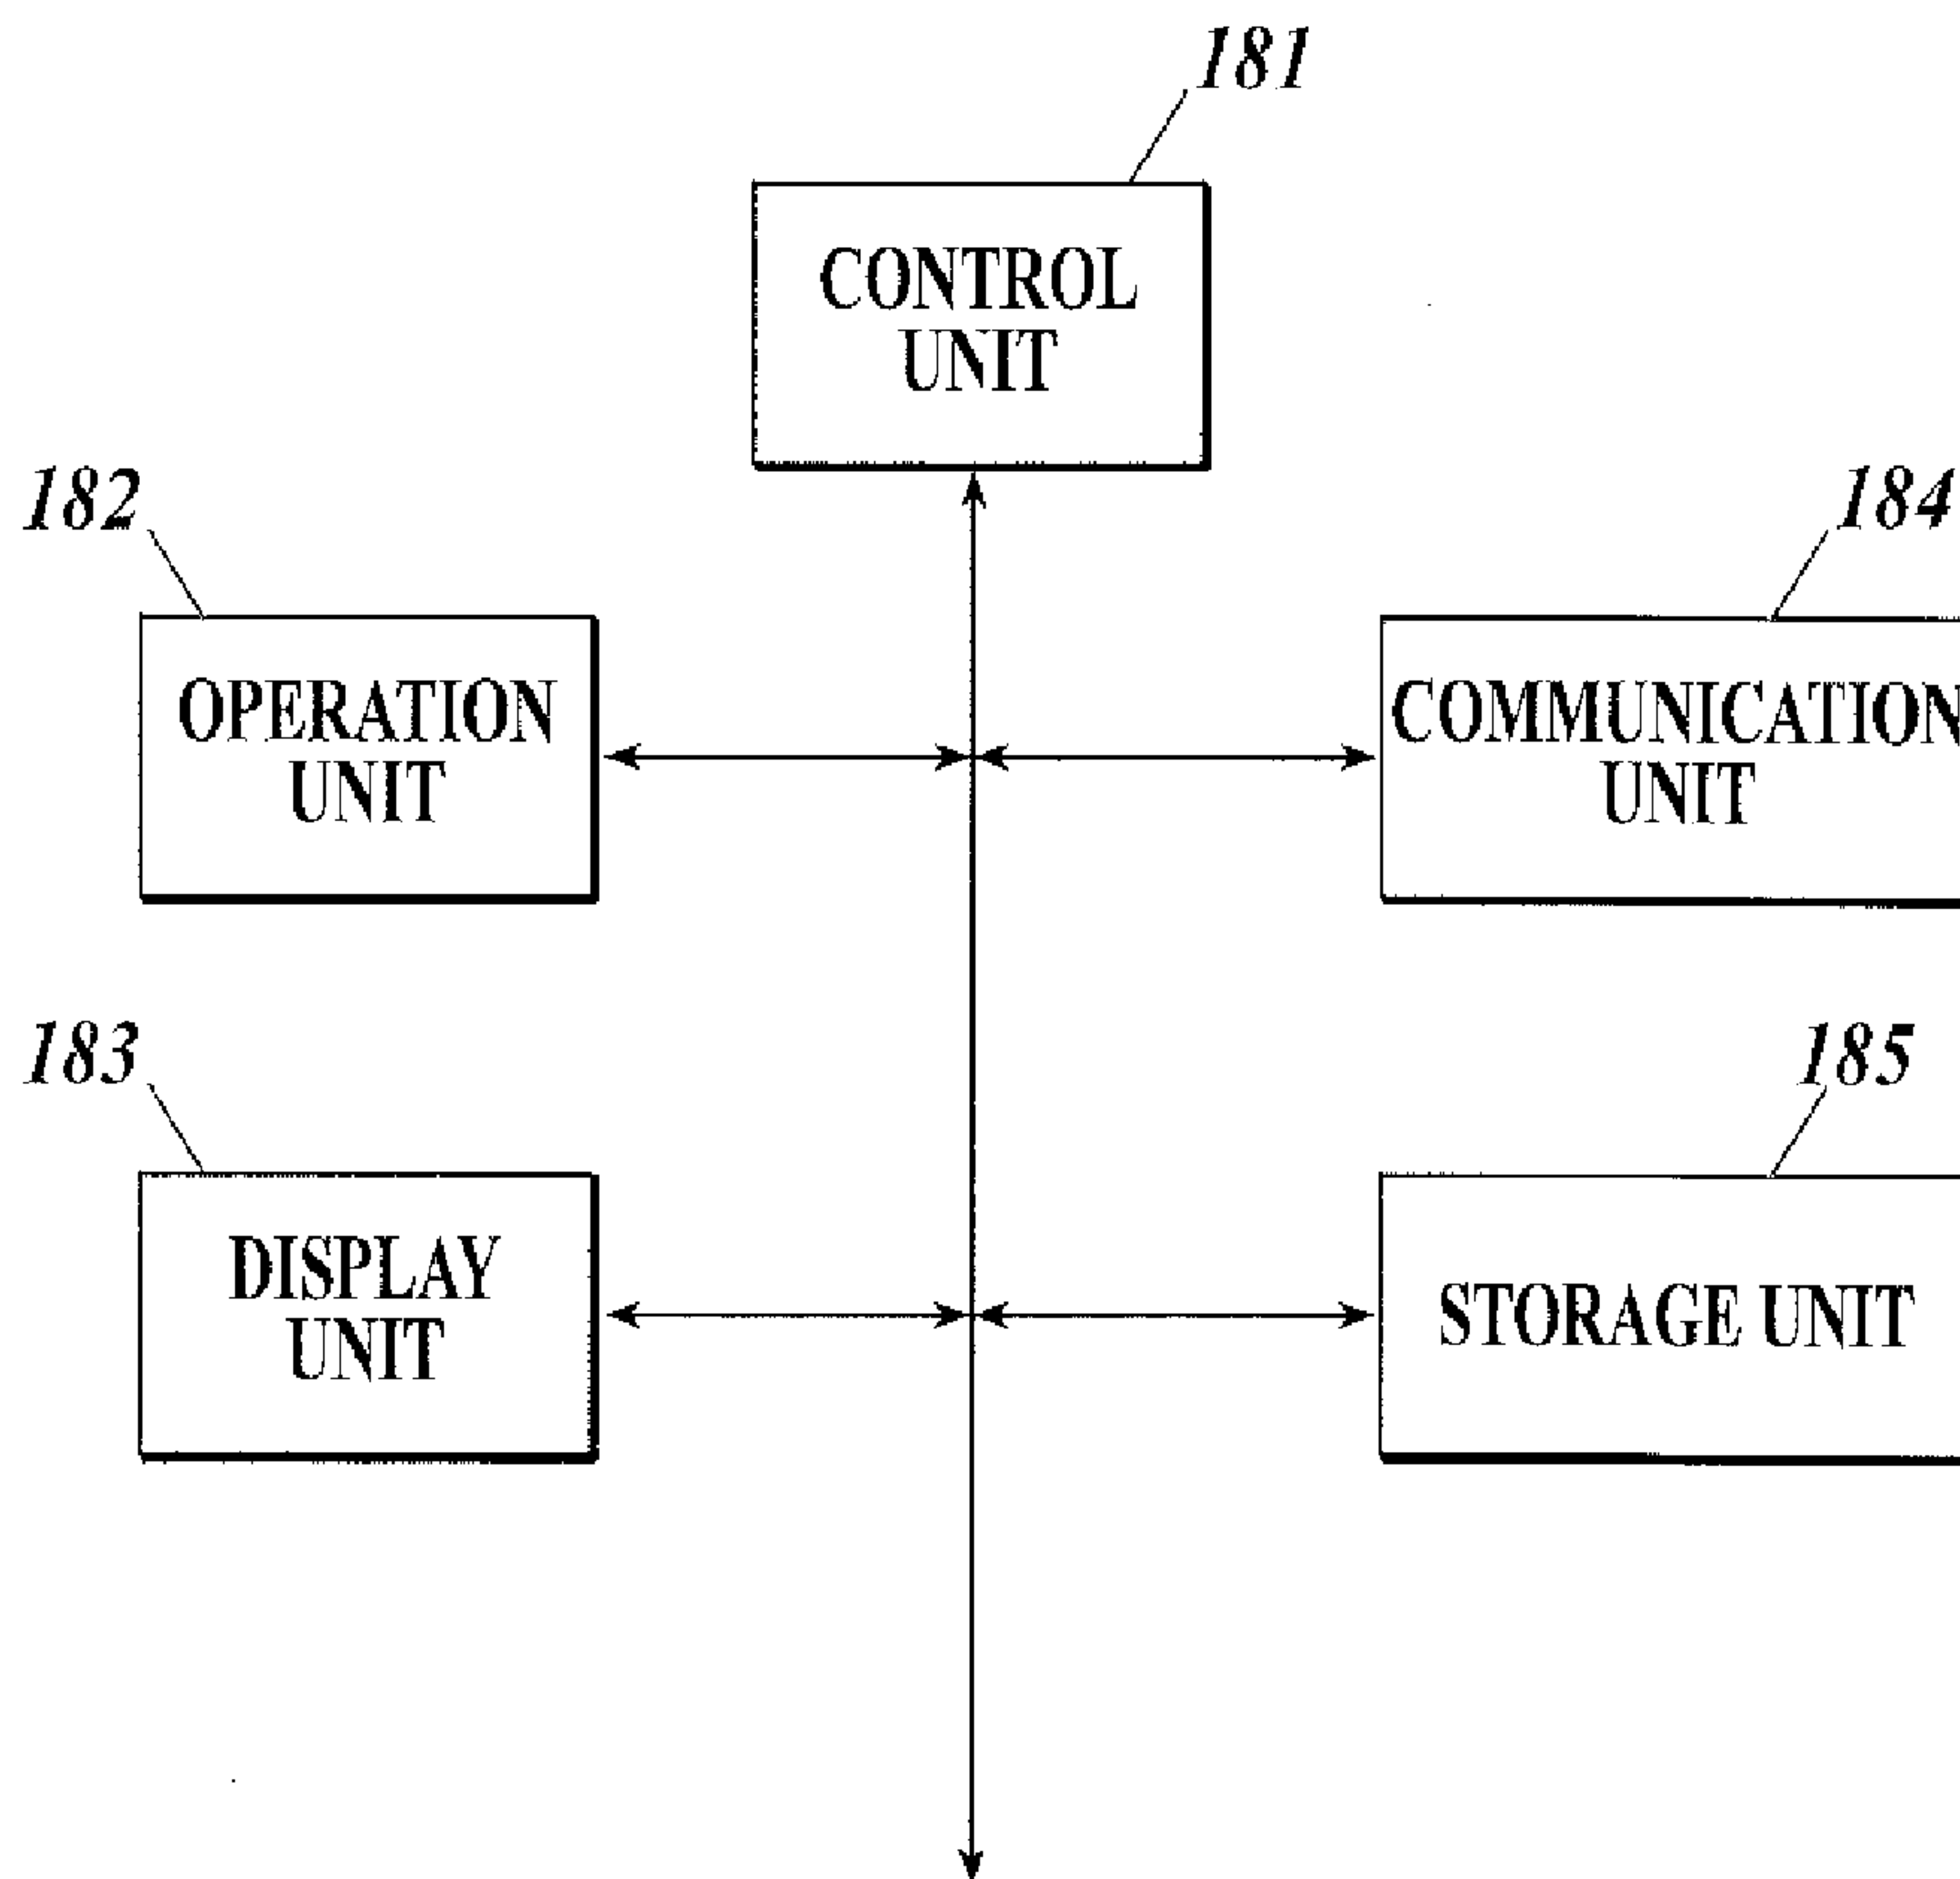 181
CONTROL
UNIT
182
184
OPERATION
UNIT
COMMUNICATION
UNIT
183
185
DISPLAY
UNIT
STORAGE UNIT